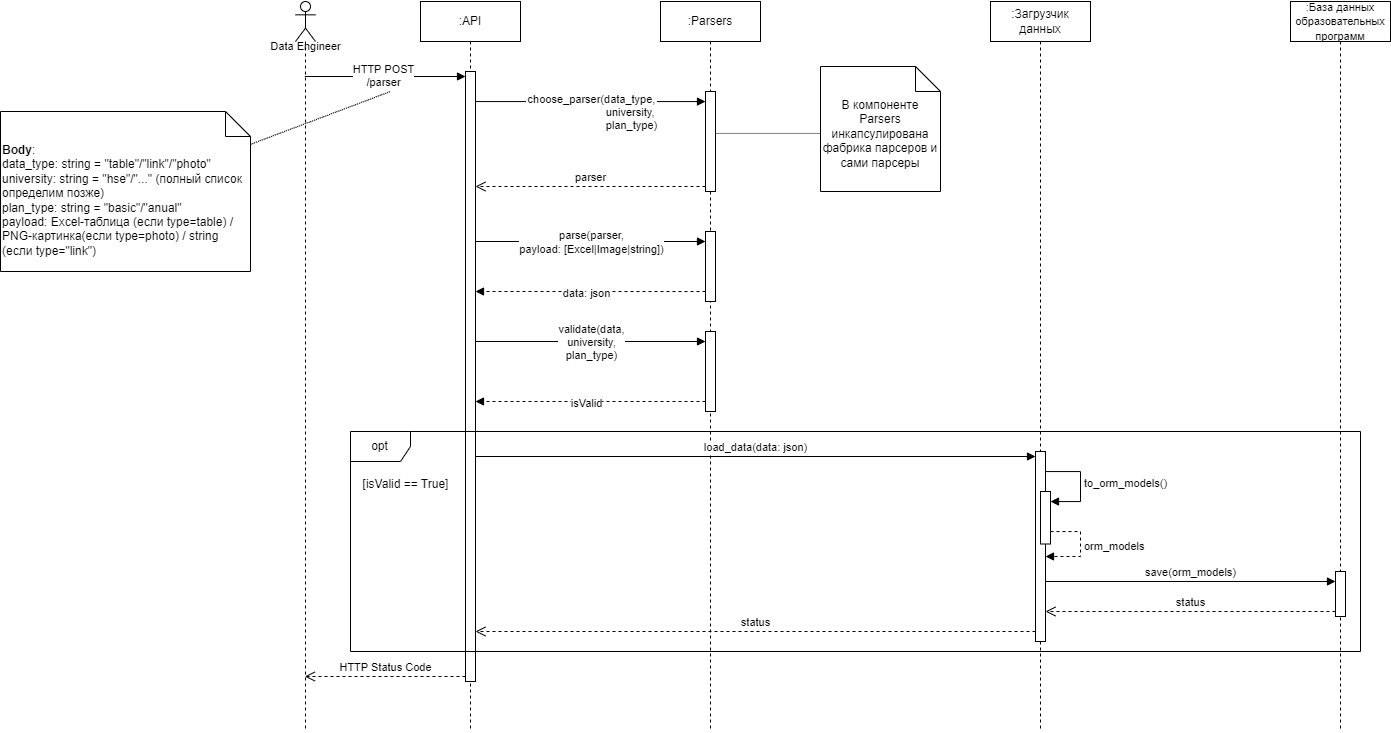 Data Engineer
:API
:Parsers
:Загрузчик
данных
:База данных
образовательных
программ
HTTP POST
/parser
choose_parser(data_type,
university,
plan_type)
В компоненте
Parsers
инкапсулирована
фабрика парсеров и
сами парсеры
Body:
data_type: string = "table"/"link"/"photo"
university: string = "hse"/"..." (полный список
определим позже)
plan_type: string = "basic"/"anual"
payload: Excel-таблица (если type=table) /
PNG-картинка(если type=photo) / string
(если type="link")
parser
parse(parser,
payload: [Excel|Image|string])
data: json
validate(data,
university,
plan_type)
isValid
opt
[isValid == True]
load_data(data: json)
to_orm_models()
orm_models
save(orm_models)
status
status
HTTP Status Code